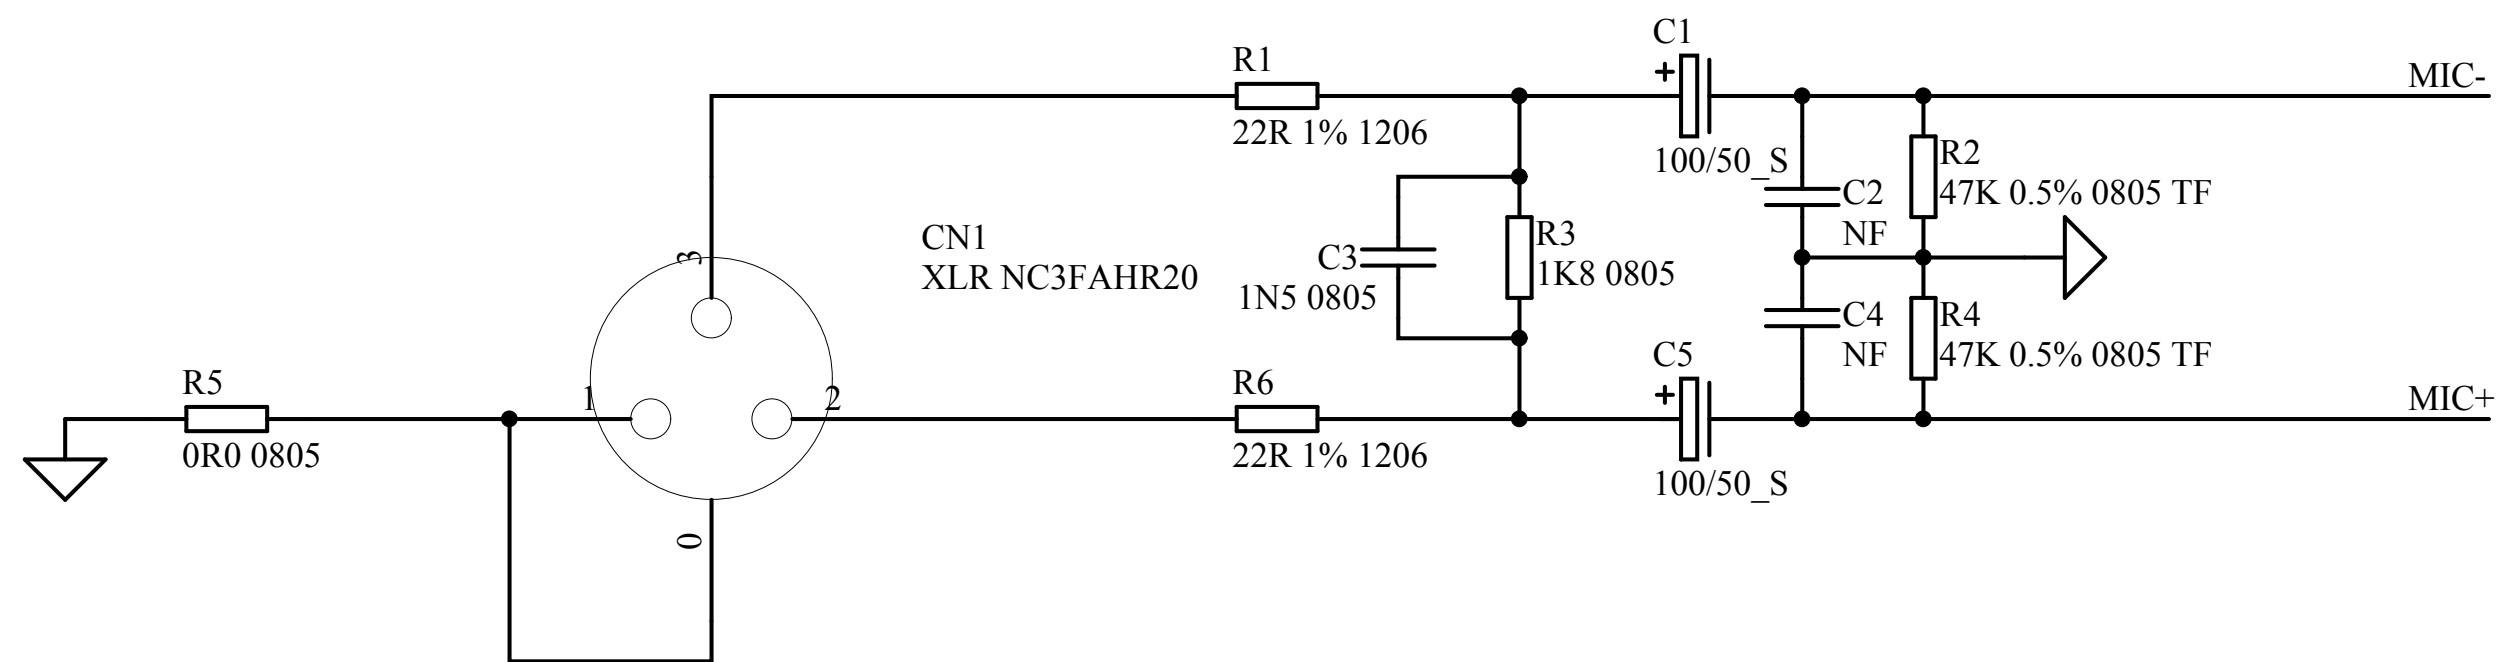 C1
+
R1
MIC-
22R 1% 1206
100/50_S
R2
47K 0.5% 0805 TF
C2
NF
CN1
XLR NC3FAHR20
3
R3
1K8 0805
C3
1N5 0805
C4
NF
R4
47K 0.5% 0805 TF
C5
+
R5
1
2
R6
MIC+
0R0 0805
22R 1% 1206
100/50_S
0